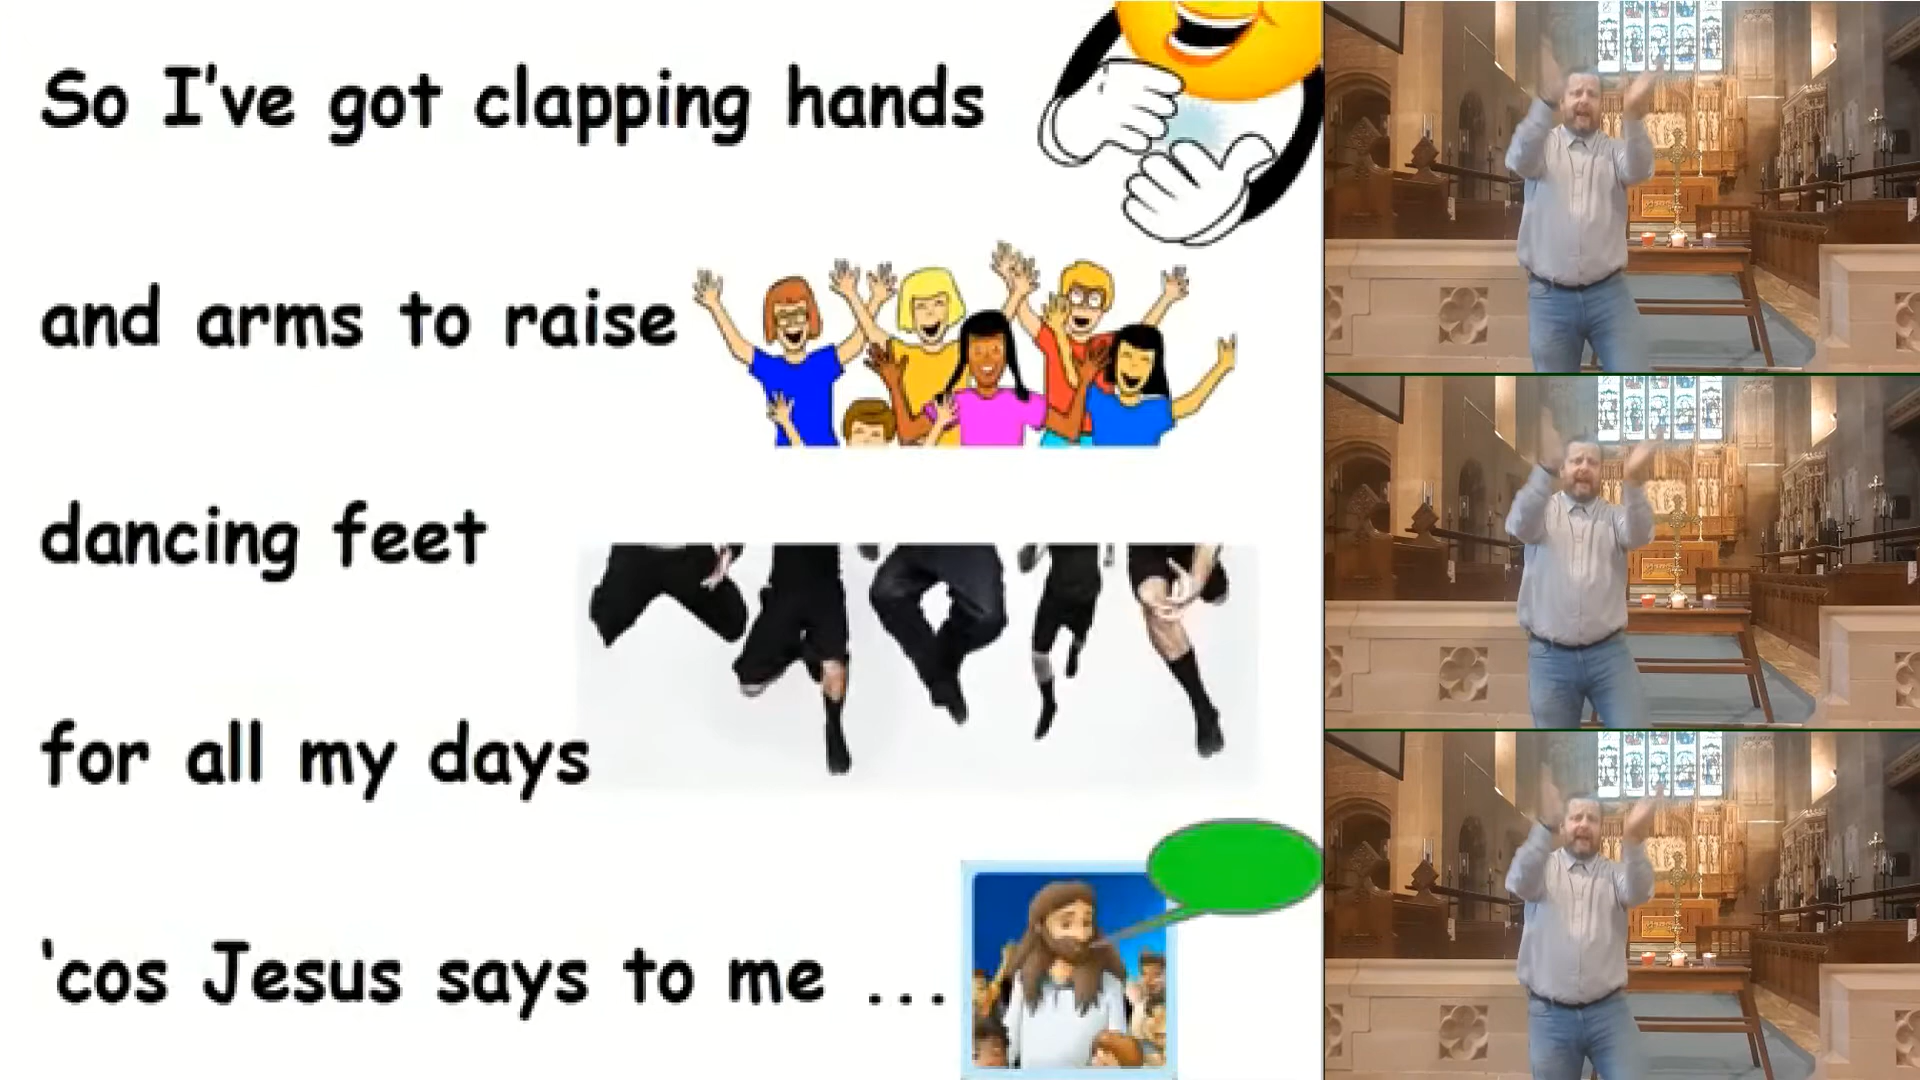 So I've got clapping hands
and arms to raise
dancing feet
for all my days
'cos Jesus says to me ...